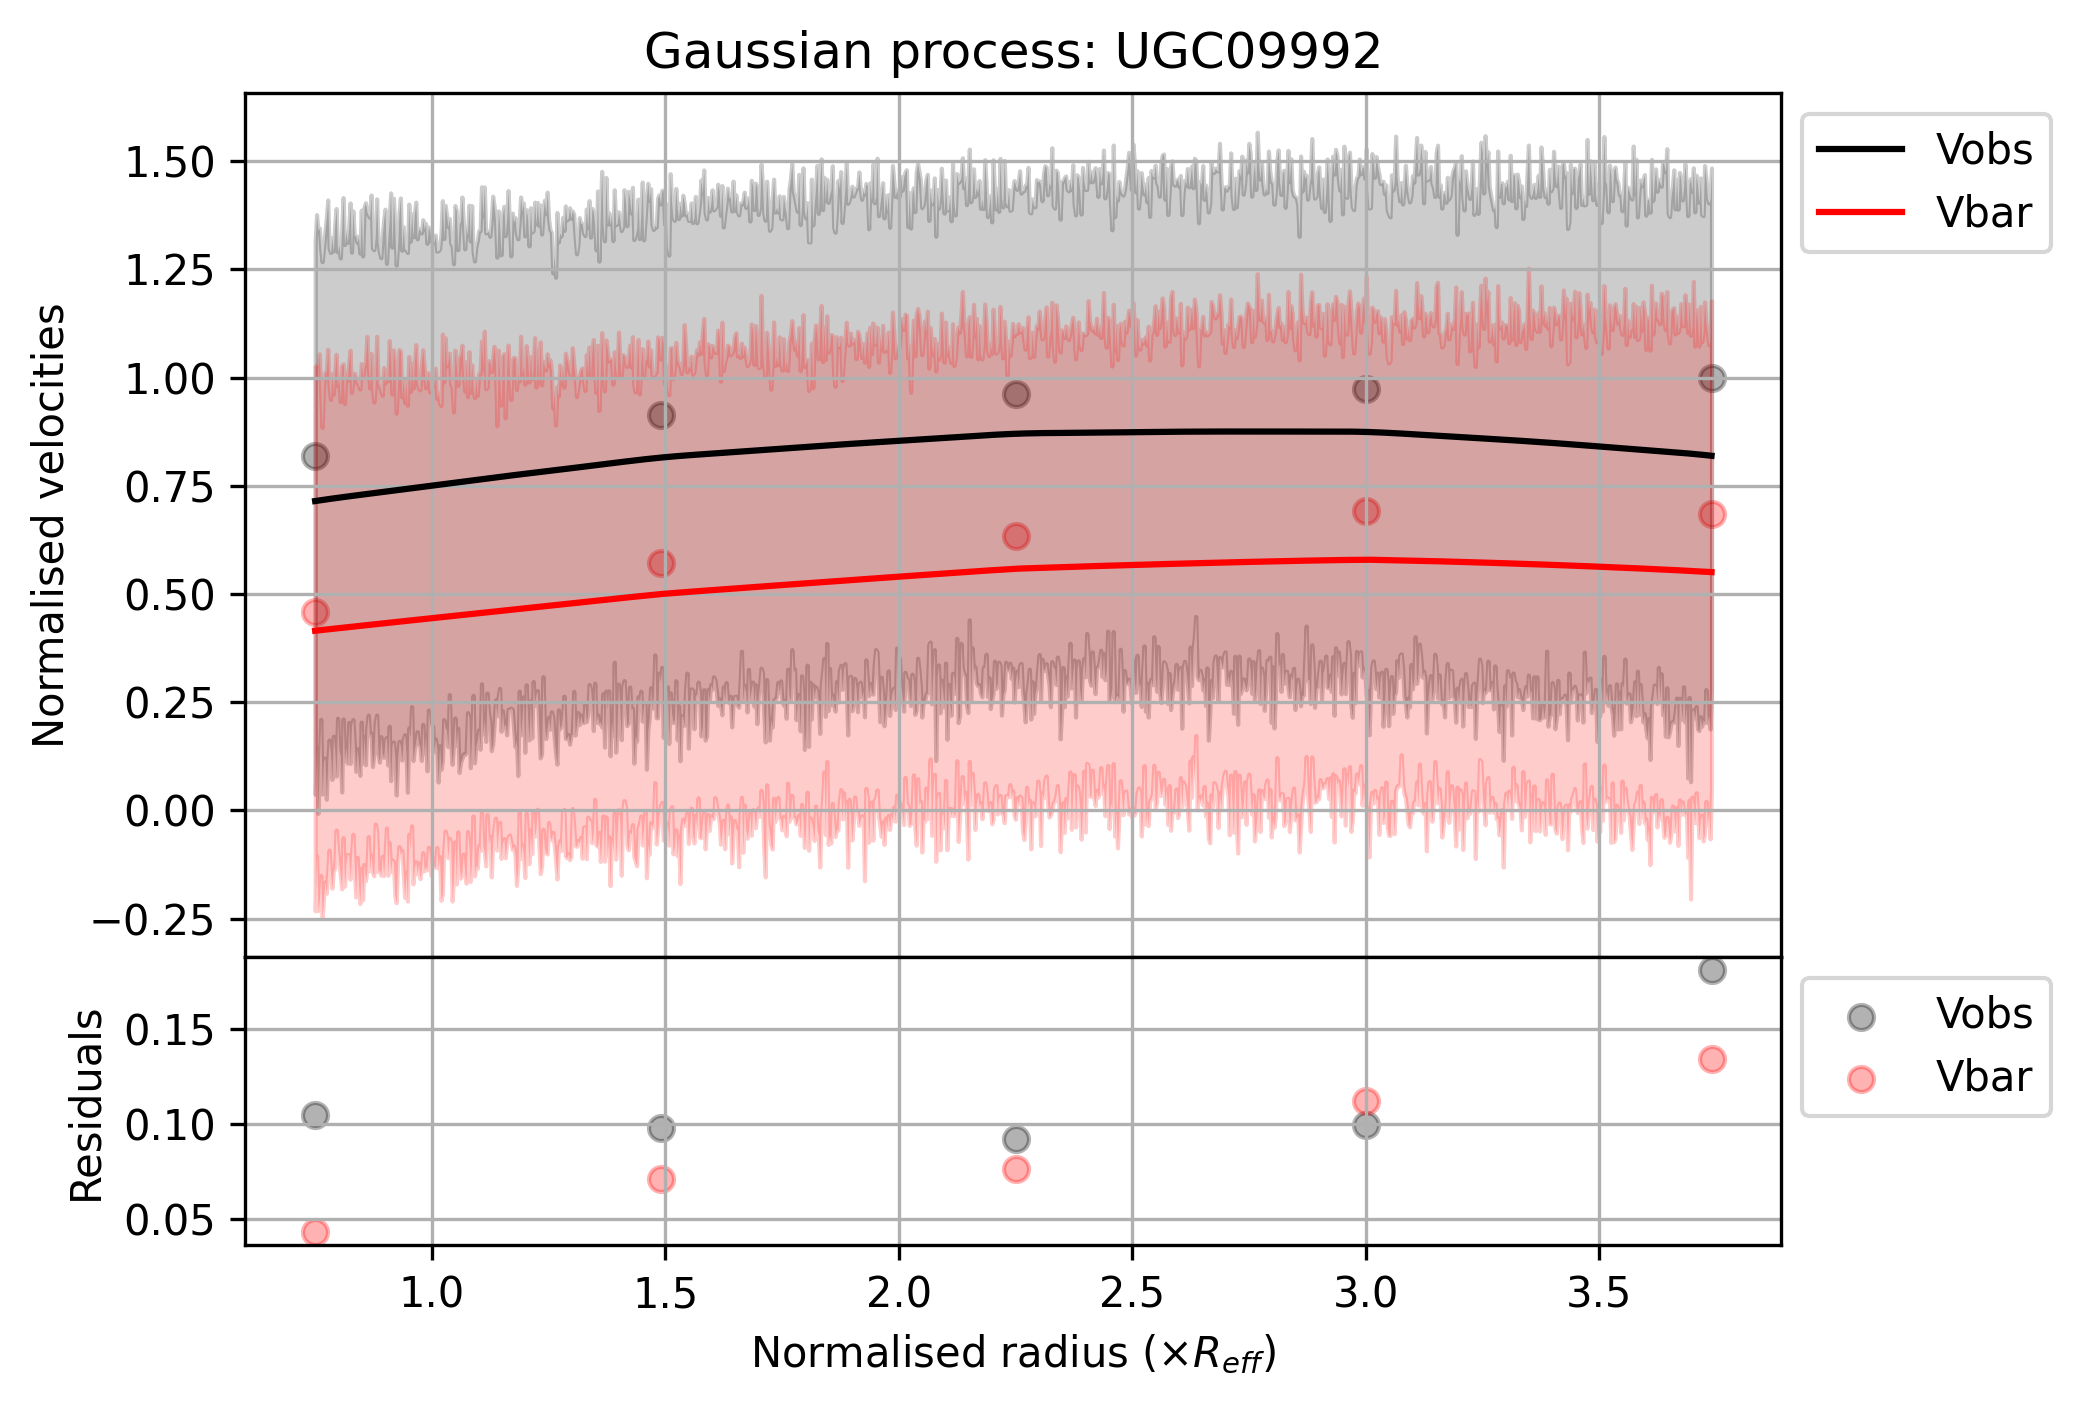 Gaussian process: UGC09992
Normalised velocities
1.50
1.25
1.00
0.75
0.50
0.25
0.00
−0.25
Vobs
Vbar
Residuals
0.15
0.10
0.05
Vobs
Vbar
1.0 1.5 2.0 2.5 3.0 3.5
Normalised radius (×R_eff)